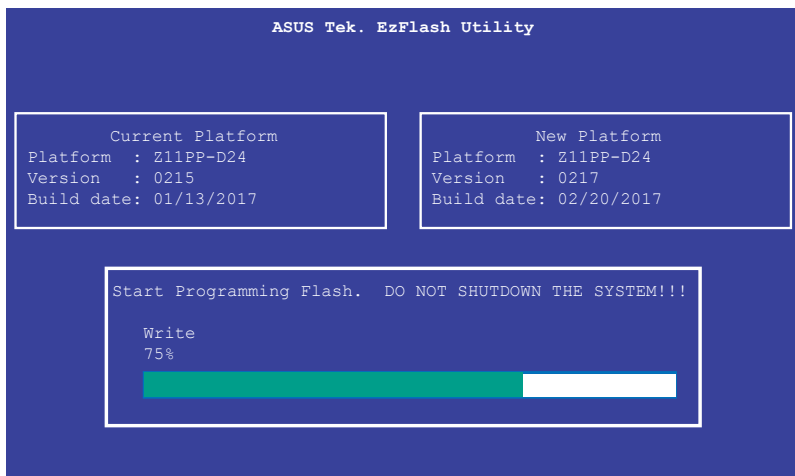 ASUS Tek. EzFlash Utility
Current Platform
Platform : Z11PP-D24
Version : 0215
Build date: 01/13/2017
New Platform
Platform : Z11PP-D24
Version : 0217
Build date: 02/20/2017
Start Programming Flash. DO NOT SHUTDOWN THE SYSTEM!!!
Write
75%